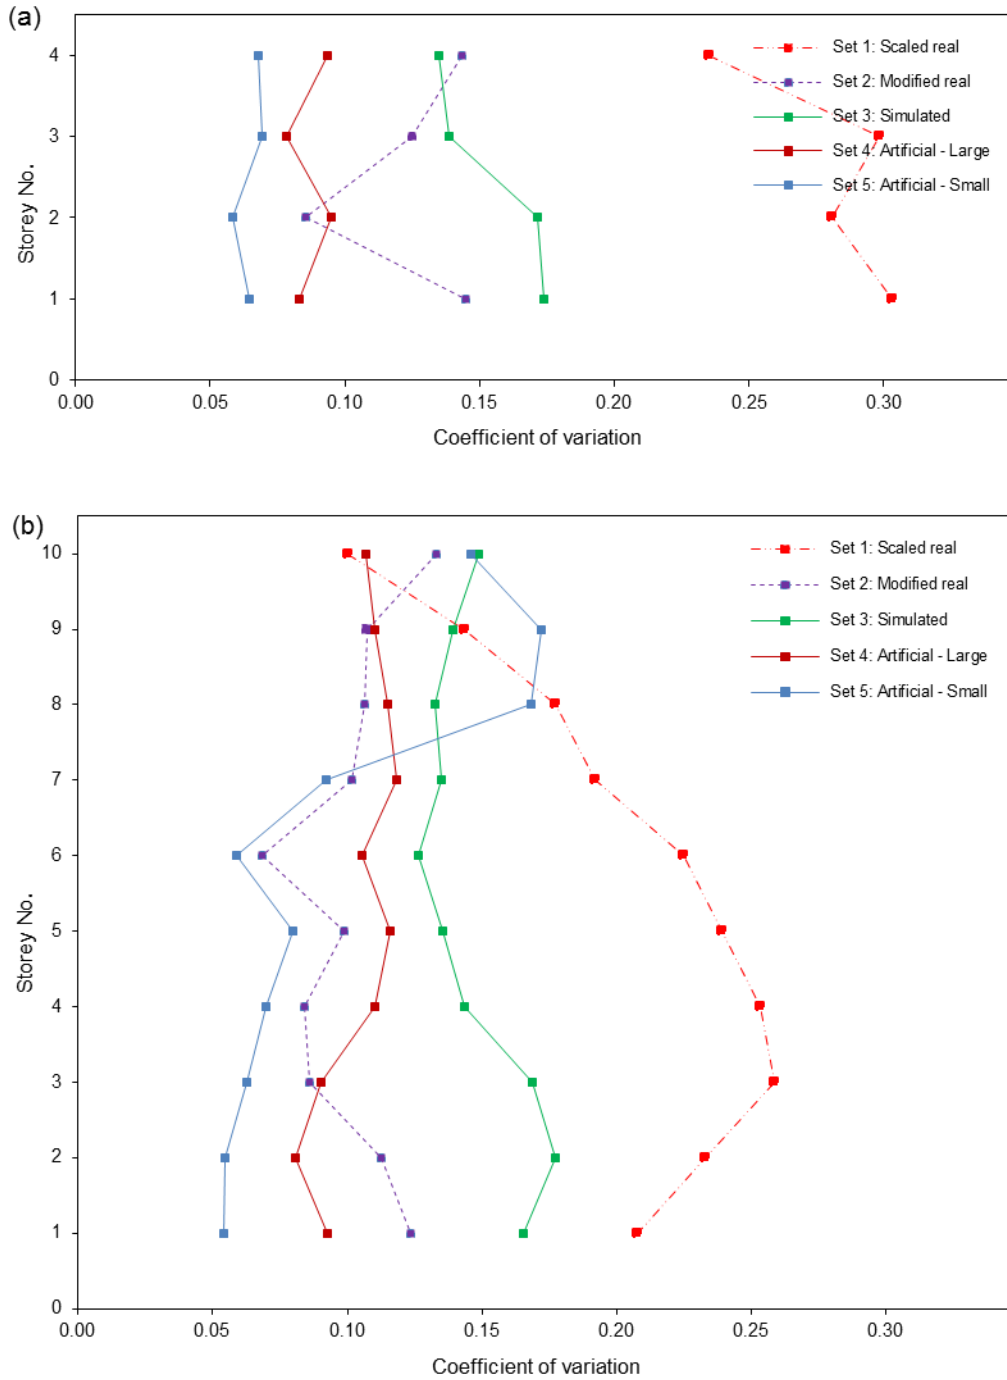 (a)
4
3
2
1
0
Storey No.
0.00 0.05 0.10 0.15 0.20 0.25 0.30
Coefficient of variation
Set 1: Scaled real
Set 2: Modified real
Set 3: Simulated
Set 4: Artificial - Large
Set 5: Artificial - Small
(b)
10
9
8
7
6
5
4
3
2
1
0
Storey No.
0.00 0.05 0.10 0.15 0.20 0.25 0.30
Coefficient of variation
Set 1: Scaled real
Set 2: Modified real
Set 3: Simulated
Set 4: Artificial - Large
Set 5: Artificial - Small